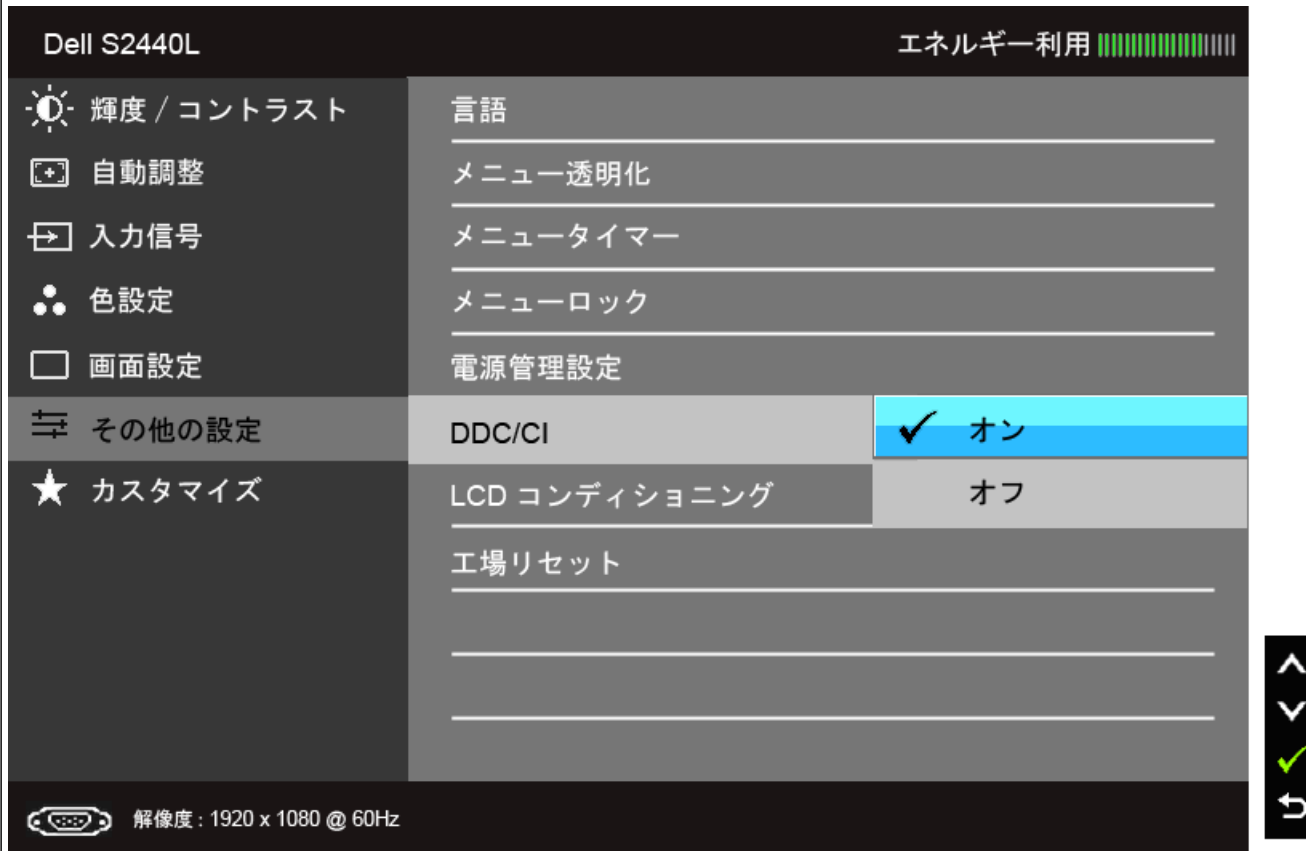 Dell S2440L
エネルギー利用
輝度 / コントラスト
自動調整
入力信号
色設定
画面設定
その他の設定
カスタマイズ
言語
メニュー透明化
メニュータイマー
メニューロック
電源管理設定
DDC/CI
オン
オフ
LCD コンディショニング
工場リセット
解像度 : 1920 x 1080 @ 60Hz